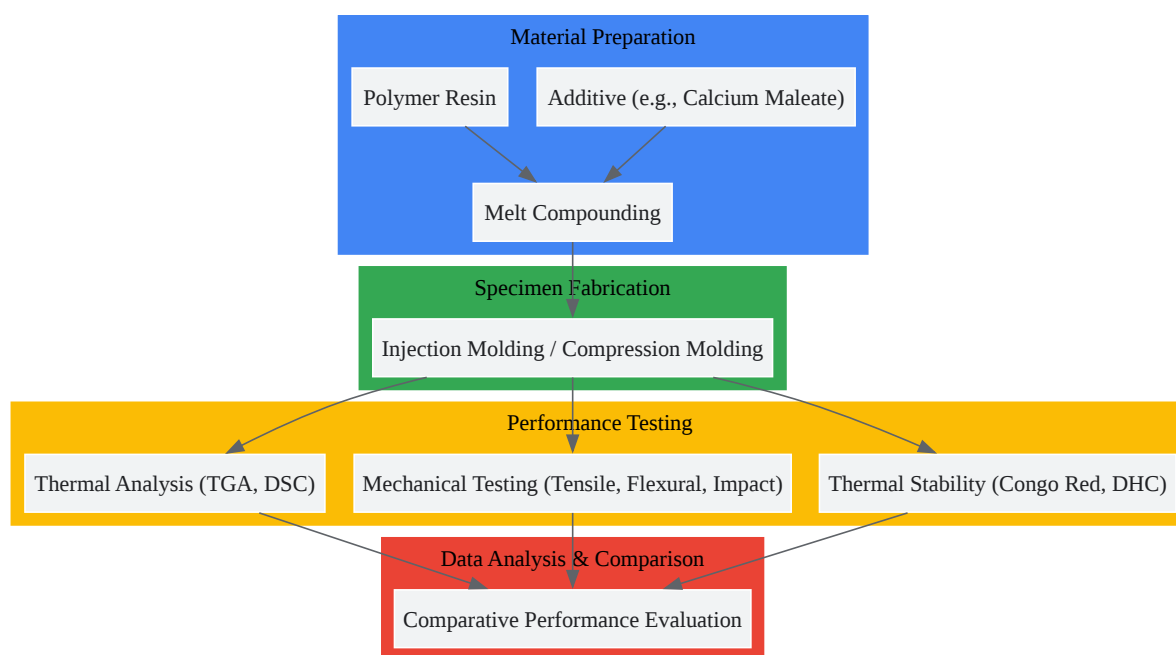 Material Preparation
Polymer Resin
Additive (e.g., Calcium Maleate)
Melt Compounding
Specimen Fabrication
Injection Molding / Compression Molding
Performance Testing
Thermal Analysis (TGA, DSC)
Mechanical Testing (Tensile, Flexural, Impact)
Thermal Stability (Congo Red, DHC)
Data Analysis & Comparison
Comparative Performance Evaluation